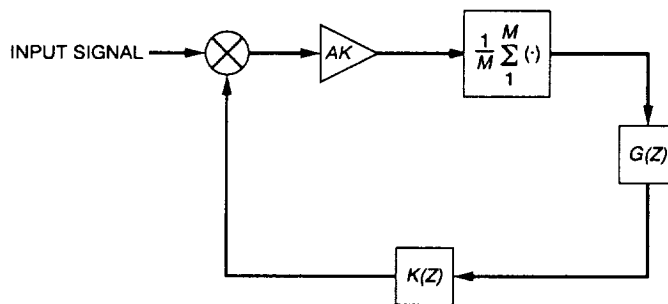 INPUT SIGNAL
AK
1/M M∑1 (·)
G(Z)
K(Z)